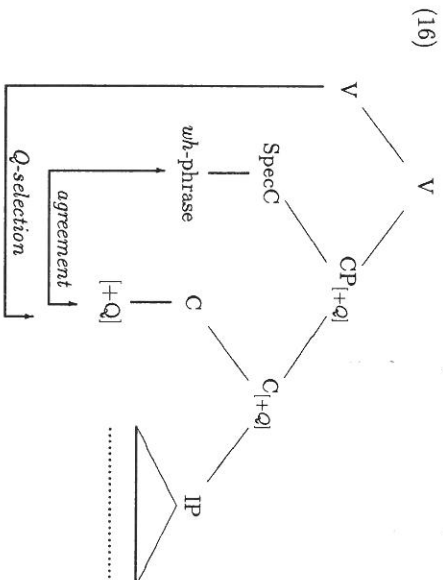 (16)
V
V CP[+Q]
SpecC C[+Q]
wh-phrase C IP
[+Q]
agreement
Q-selection